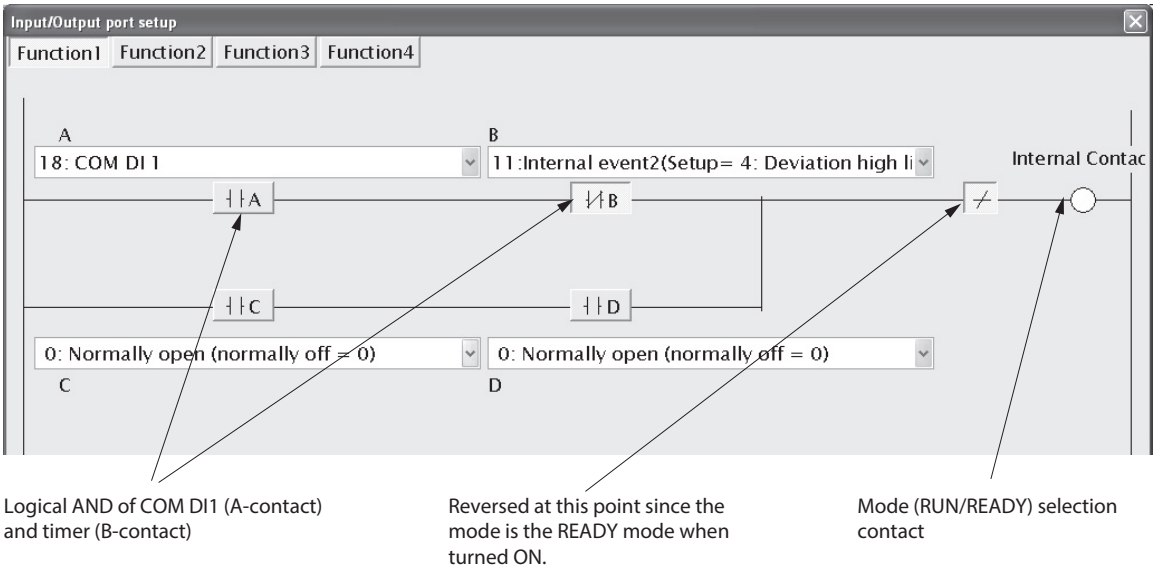 Input/Output port setup
Function1 Function2 Function3 Function4
A
B
18: COM DI 1
11:Internal event2(Setup= 4: Deviation high li
Internal Contac
A
B
C
D
0: Normally open (normally off = 0)
0: Normally open (normally off = 0)
C
D
Logical AND of COM DI1 (A-contact)
and timer (B-contact)
Reversed at this point since the
mode is the READY mode when
turned ON.
Mode (RUN/READY) selection
contact